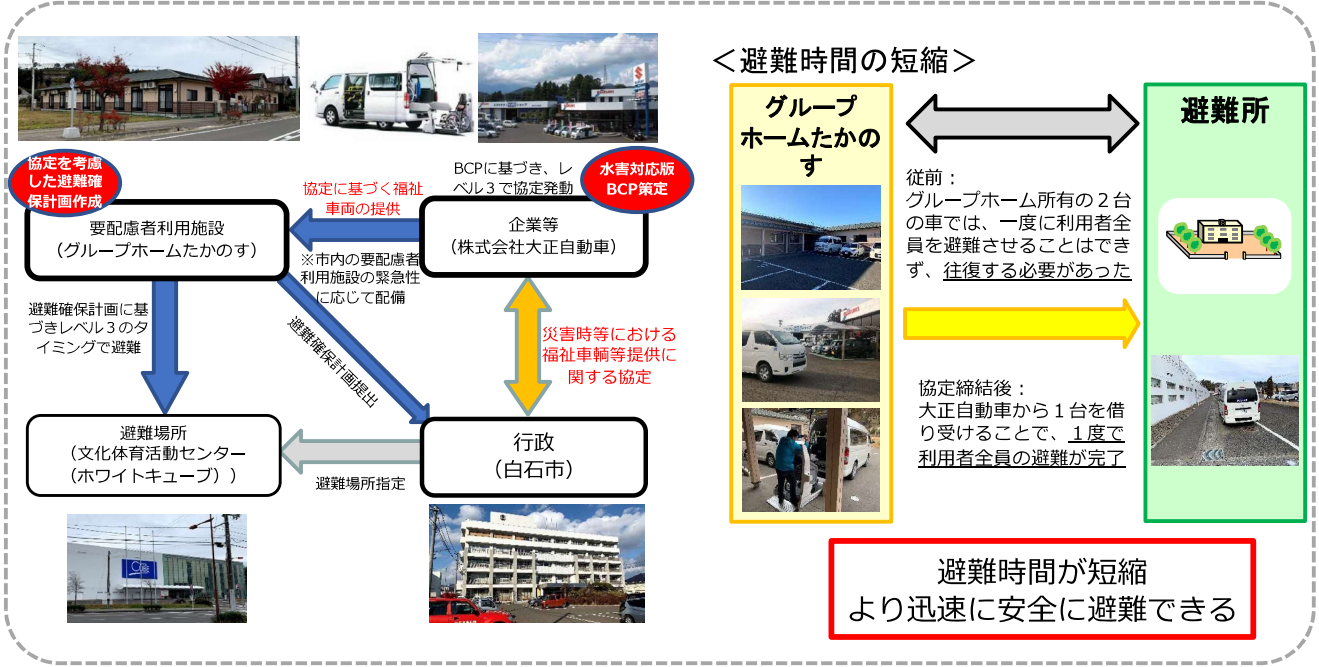 協定を考慮
した避難確
保計画作成
要配慮者利用施設
（グループホームたかのす）
協定に基づく福祉
車両の提供
BCPに基づき、レ
ベル３で協定発動
水害対応版
BCP策定
企業等
（株式会社大正自動車）
※市内の要配慮者
利用施設の緊急性
に応じて配備
避難確保計画に基
づきレベル３のタ
イミングで避難
避難確保計画提出
災害時等における
福祉車輌等提供に
関する協定
避難場所
（文化体育活動センター
（ホワイトキューブ））
避難場所指定
行政
（白石市）
＜避難時間の短縮＞
グループ
ホームたかの
す
避難所
従前：
グループホーム所有の２台
の車では、一度に利用者全
員を避難させることはでき
ず、往復する必要があった
協定締結後：
大正自動車から１台を借
り受けることで、１度で
利用者全員の避難が完了
避難時間が短縮
より迅速に安全に避難できる